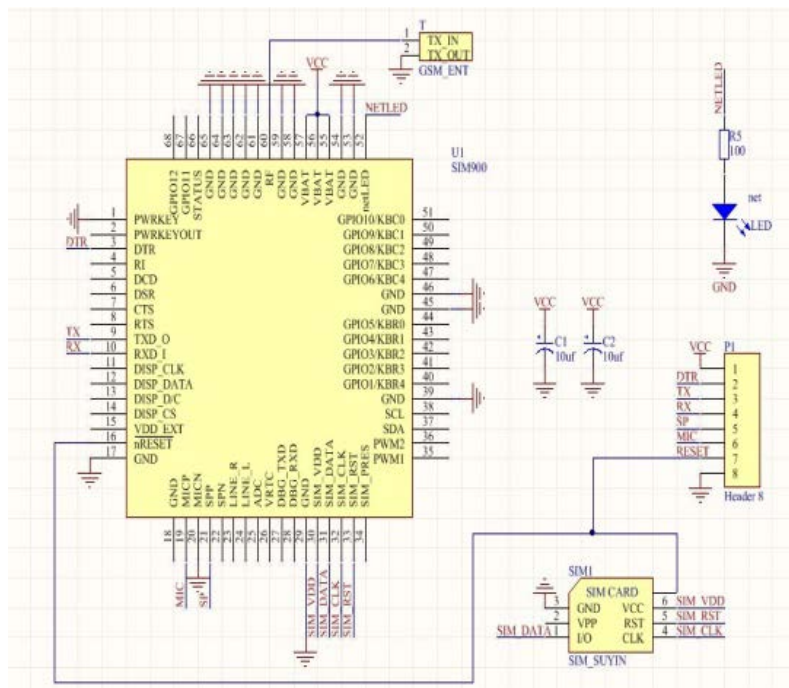 T
1 TX_IN
2 TX_OUT
GSM_ENT
VCC
NETLED
68 67 66 65 64 63 62 61 60 59 58 57 56 55 54 53 52
GPIO12 GPIO11 STATUS GND GND GND GND GND RF GND GND VBAT VBAT VBAT GND GND netLED
U1
SIM900
1 PWRKEY
2 PWRKEYOUT
DTR 3 DTR
4 RI
5 DCD
6 DSR
7 CTS
8 RTS
TX 9 TXD_O
RX 10 RXD_I
11 DISP_CLK
12 DISP_DATA
13 DISP_D/C
14 DISP_CS
15 VDD_EXT
16 nRESET
17 GND
GPIO10/KBC0 51
GPIO9/KBC1 50
GPIO8/KBC2 49
GPIO7/KBC3 48
GPIO6/KBC4 47
GND 46
GND 45
GPIO5/KBR0 44
GPIO4/KBR1 43
GPIO3/KBR2 42
GPIO2/KBR3 41
GPIO1/KBR4 40
GND 39
SCL 38
SDA 37
PWM2 36
PWM1 35
GND MICP MICN SPP SPN LINE_R LINE_L ADC VRTC DBG_TXD DBG_RXD GND SIM_VDD SIM_DATA SIM_CLK SIM_RST SIM_PRES
18 19 20 21 22 23 24 25 26 27 28 29 30 31 32 33 34
MIC
SP
SIM_VDD
SIM_DATA
SIM_CLK
SIM_RST
NETLED
R5
100
net
LED
GND
VCC
C1
10uf
VCC
C2
10uf
VCC
P1
1
DTR 2
TX 3
RX 4
SP 5
MIC 6
RESET 7
8
Header 8
SIM1
SIM CARD
3 GND VCC 6 SIM_VDD
2 VPP RST 5 SIM_RST
SIM_DATA 1 I/O CLK 4 SIM_CLK
SIM_SUYIN